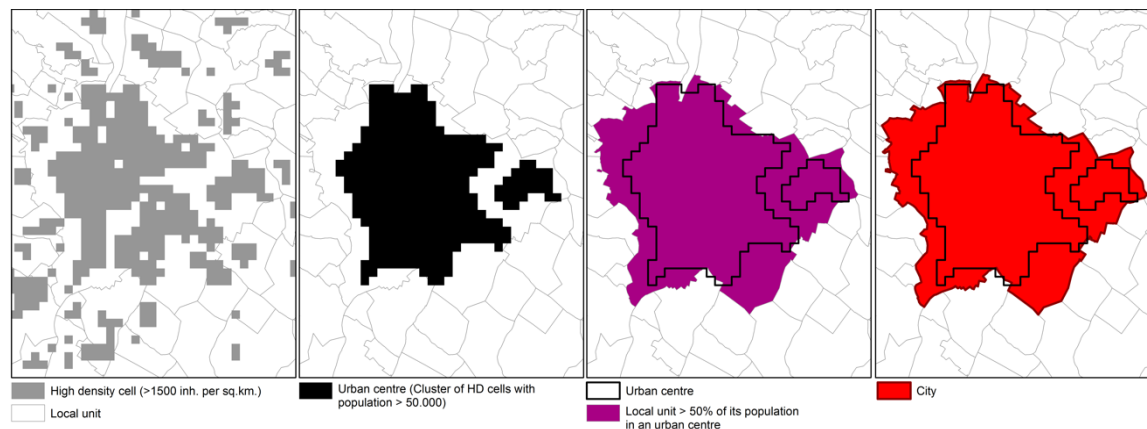 High density cell (>1500 inh. per sq.km.)
Local unit
Urban centre (Cluster of HD cells with
population > 50.000)
Urban centre
Local unit > 50% of its population
in an urban centre
City